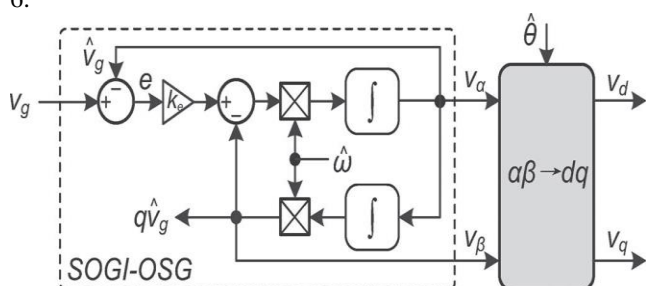 6.
v̂g
θ̂
e
vg
+
−
ke
+
−
∫
vα
vd
ω̂
αβ→dq
qv̂g
∫
vβ
vq
SOGI-OSG